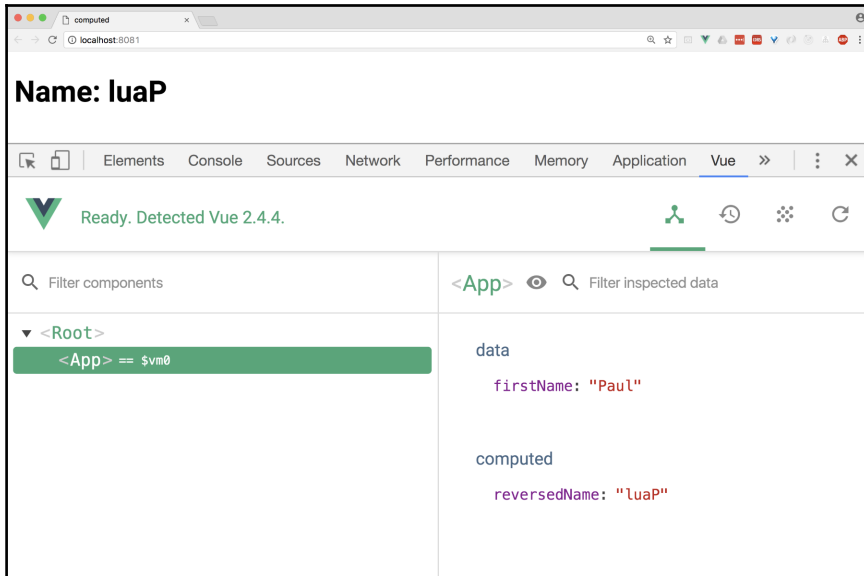 computed
localhost:8081
Name: luaP
Elements Console Sources Network Performance Memory Application Vue »
Ready. Detected Vue 2.4.4.
Filter components
<App> Filter inspected data
▼ <Root>
<App> == $vm0
data
firstName: "Paul"
computed
reversedName: "luaP"